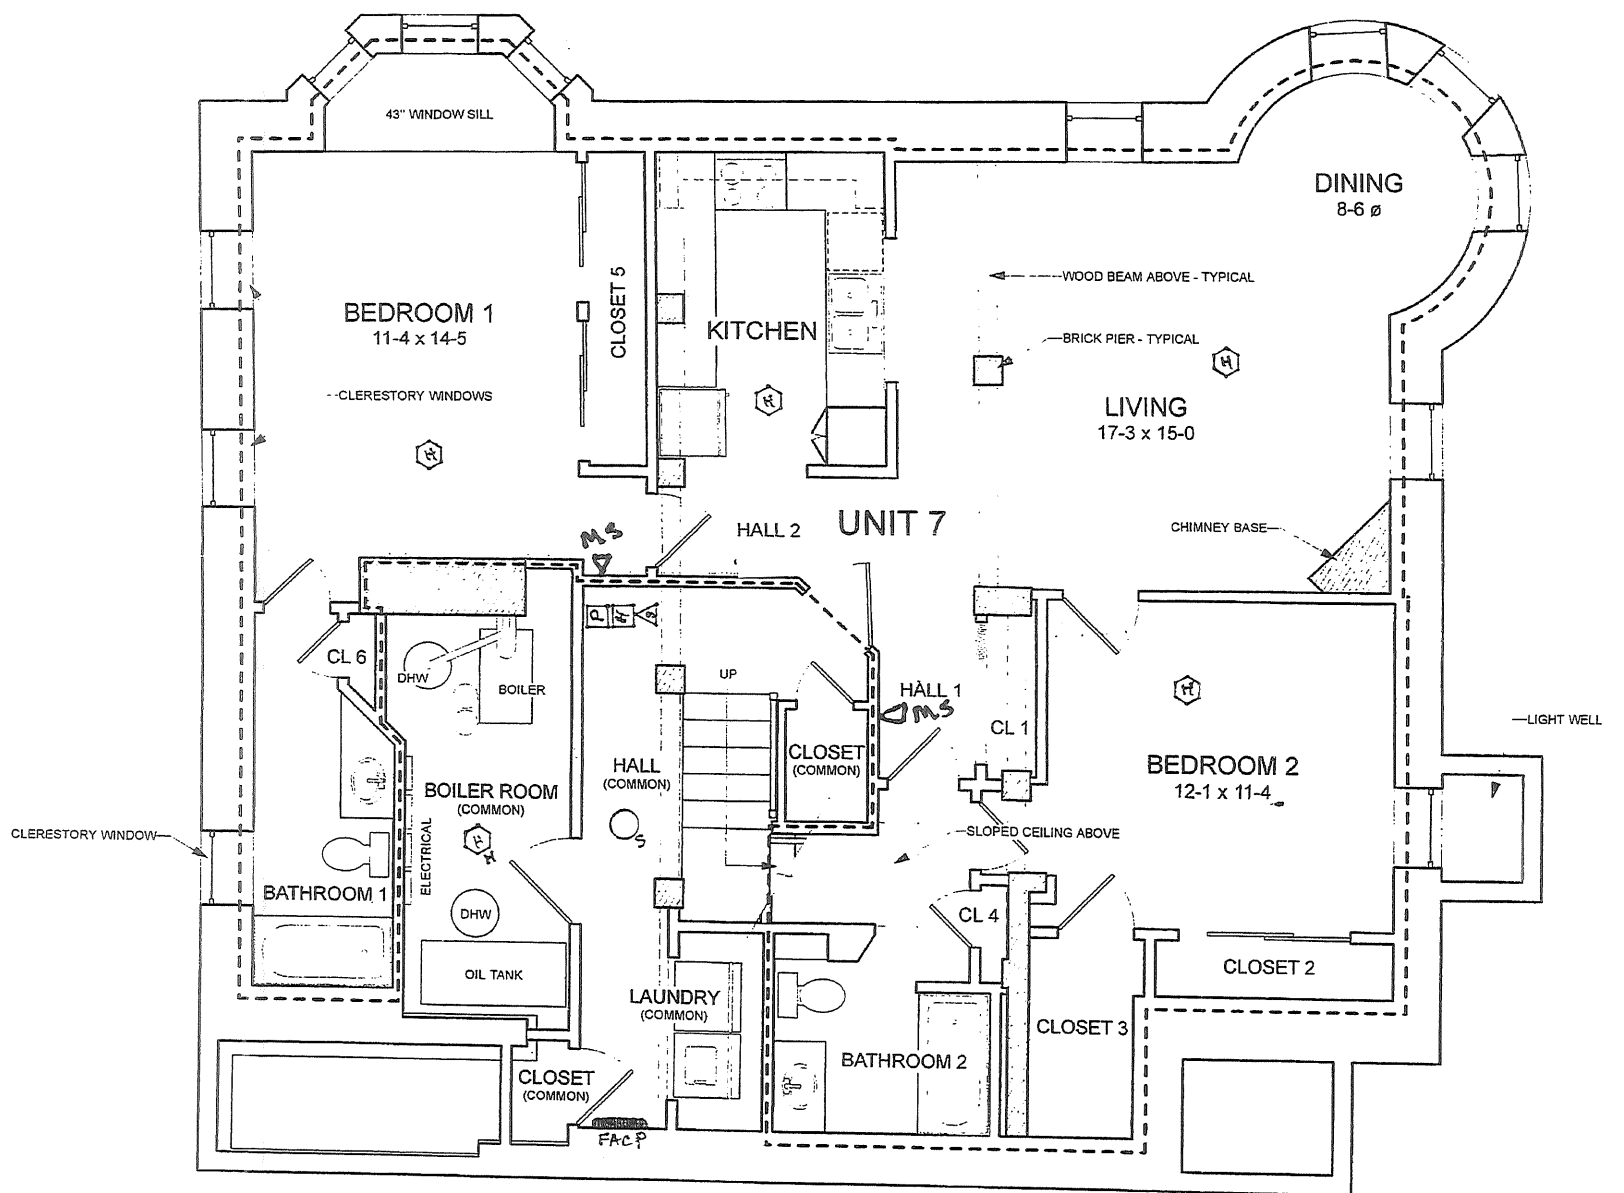 43" WINDOW SILL
DINING
8-6 ø
WOOD BEAM ABOVE - TYPICAL
BEDROOM 1
11-4 x 14-5
CLOSET 5
KITCHEN
BRICK PIER - TYPICAL
H
CLERESTORY WINDOWS
H
LIVING
17-3 x 15-0
H
UNIT 7
HALL 2
CHIMNEY BASE
MS
P
H
CL 6
DHW
BOILER
UP
HALL 1
MS
H
CL 1
LIGHT WELL
CLOSET
(COMMON)
HALL
(COMMON)
BEDROOM 2
12-1 x 11-4
BOILER ROOM
(COMMON)
CLERESTORY WINDOW
S
H
H
ELECTRICAL
SLOPED CEILING ABOVE
BATHROOM 1
DHW
CL 4
OIL TANK
CLOSET 2
LAUNDRY
(COMMON)
CLOSET 3
BATHROOM 2
CLOSET
(COMMON)
FACP